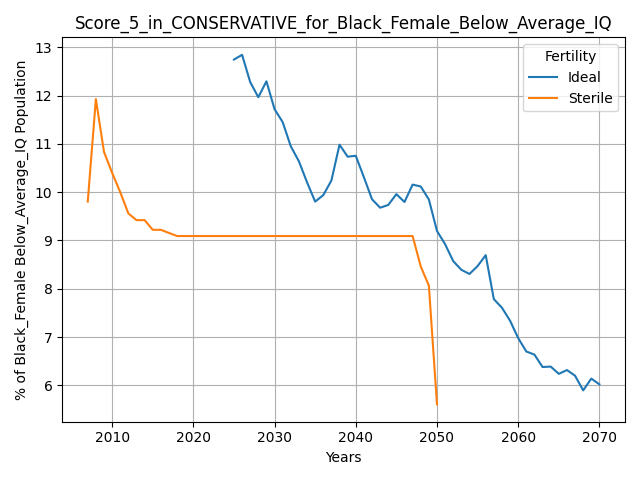 Score_5_in_CONSERVATIVE_for_Black_Female_Below_Average_IQ
% of Black_Female Below_Average_IQ Population
13
12
11
10
9
8
7
6
Fertility
Ideal
Sterile
2010 2020 2030 2040 2050 2060 2070
Years